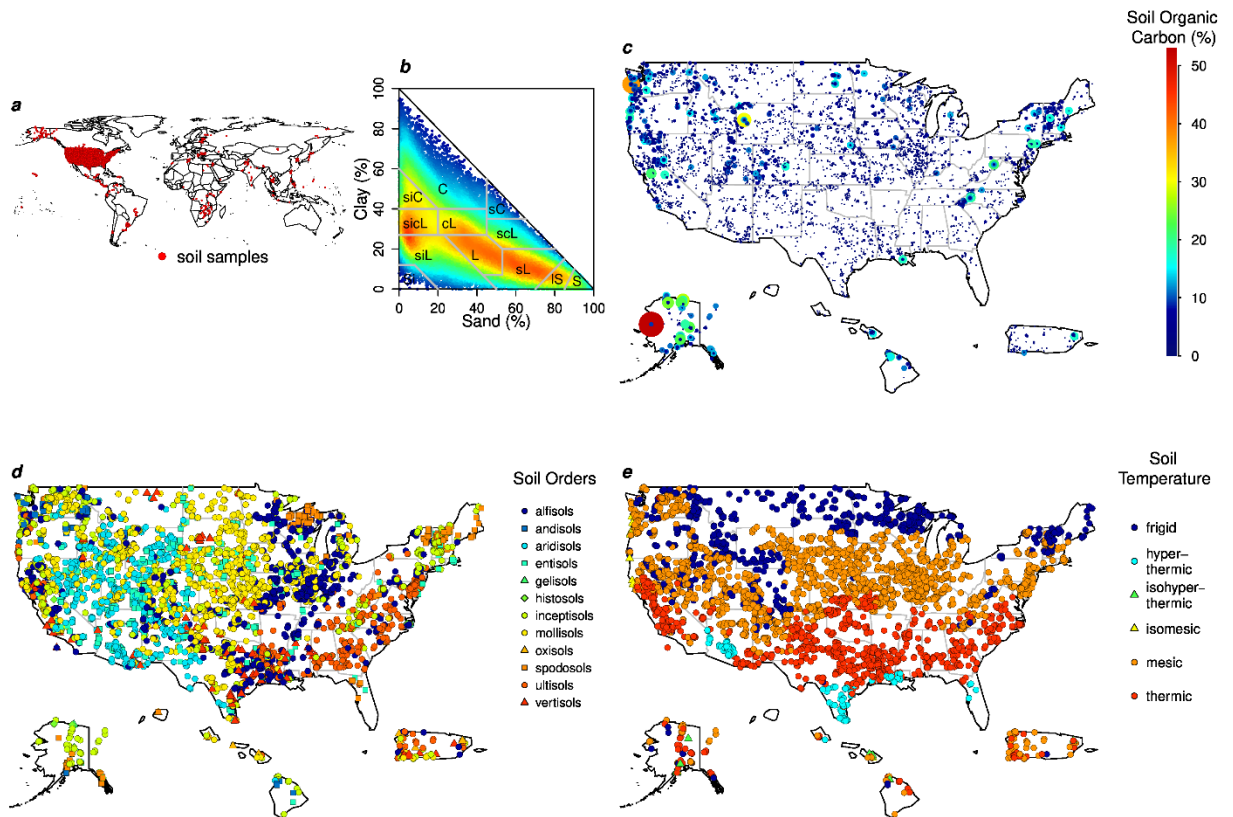 a
soil samples
b
Clay (%)
100
80
60
40
20
0
C
siC
sC
sicL
cL
scL
siL
L
sL
lS
S
0
20
40
60
80
100
Sand (%)
c
Soil Organic
Carbon (%)
50
40
30
20
10
0
d
Soil Orders
alfisols
andisols
aridisols
entisols
gelisols
histosols
inceptisols
mollisols
oxisols
spodosols
ultisols
vertisols
e
Soil
Temperature
frigid
hyper–
thermic
isohyper–
thermic
isomesic
mesic
thermic